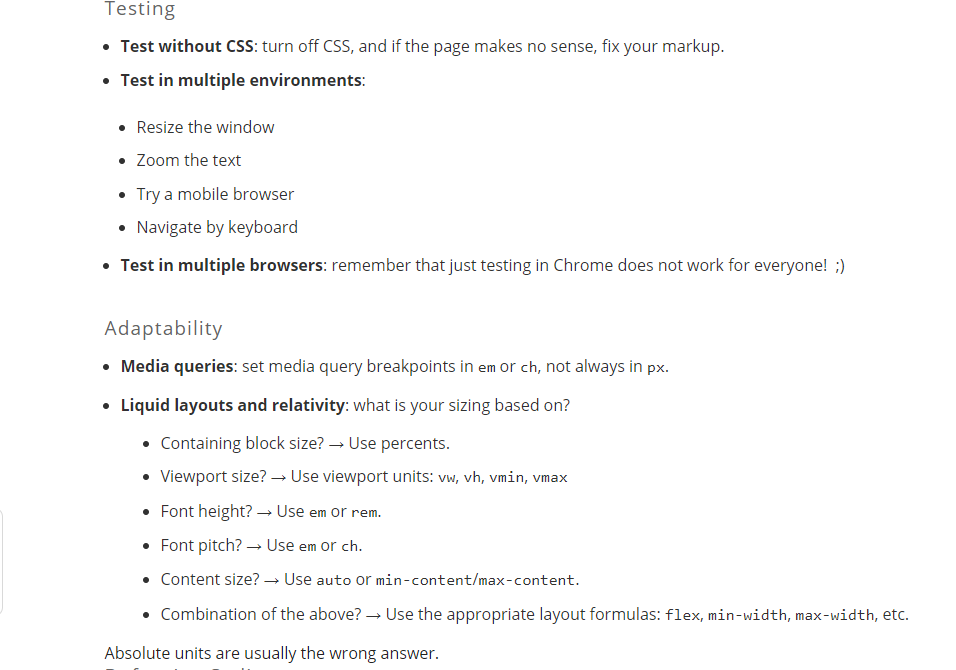 Testing
• Test without CSS: turn off CSS, and if the page makes no sense, fix your markup.
• Test in multiple environments:
• Resize the window
• Zoom the text
• Try a mobile browser
• Navigate by keyboard
• Test in multiple browsers: remember that just testing in Chrome does not work for everyone! ;)
Adaptability
• Media queries: set media query breakpoints in em or ch, not always in px.
• Liquid layouts and relativity: what is your sizing based on?
• Containing block size? → Use percents.
• Viewport size? → Use viewport units: vw, vh, vmin, vmax
• Font height? → Use em or rem.
• Font pitch? → Use em or ch.
• Content size? → Use auto or min-content/max-content.
• Combination of the above? → Use the appropriate layout formulas: flex, min-width, max-width, etc.
Absolute units are usually the wrong answer.